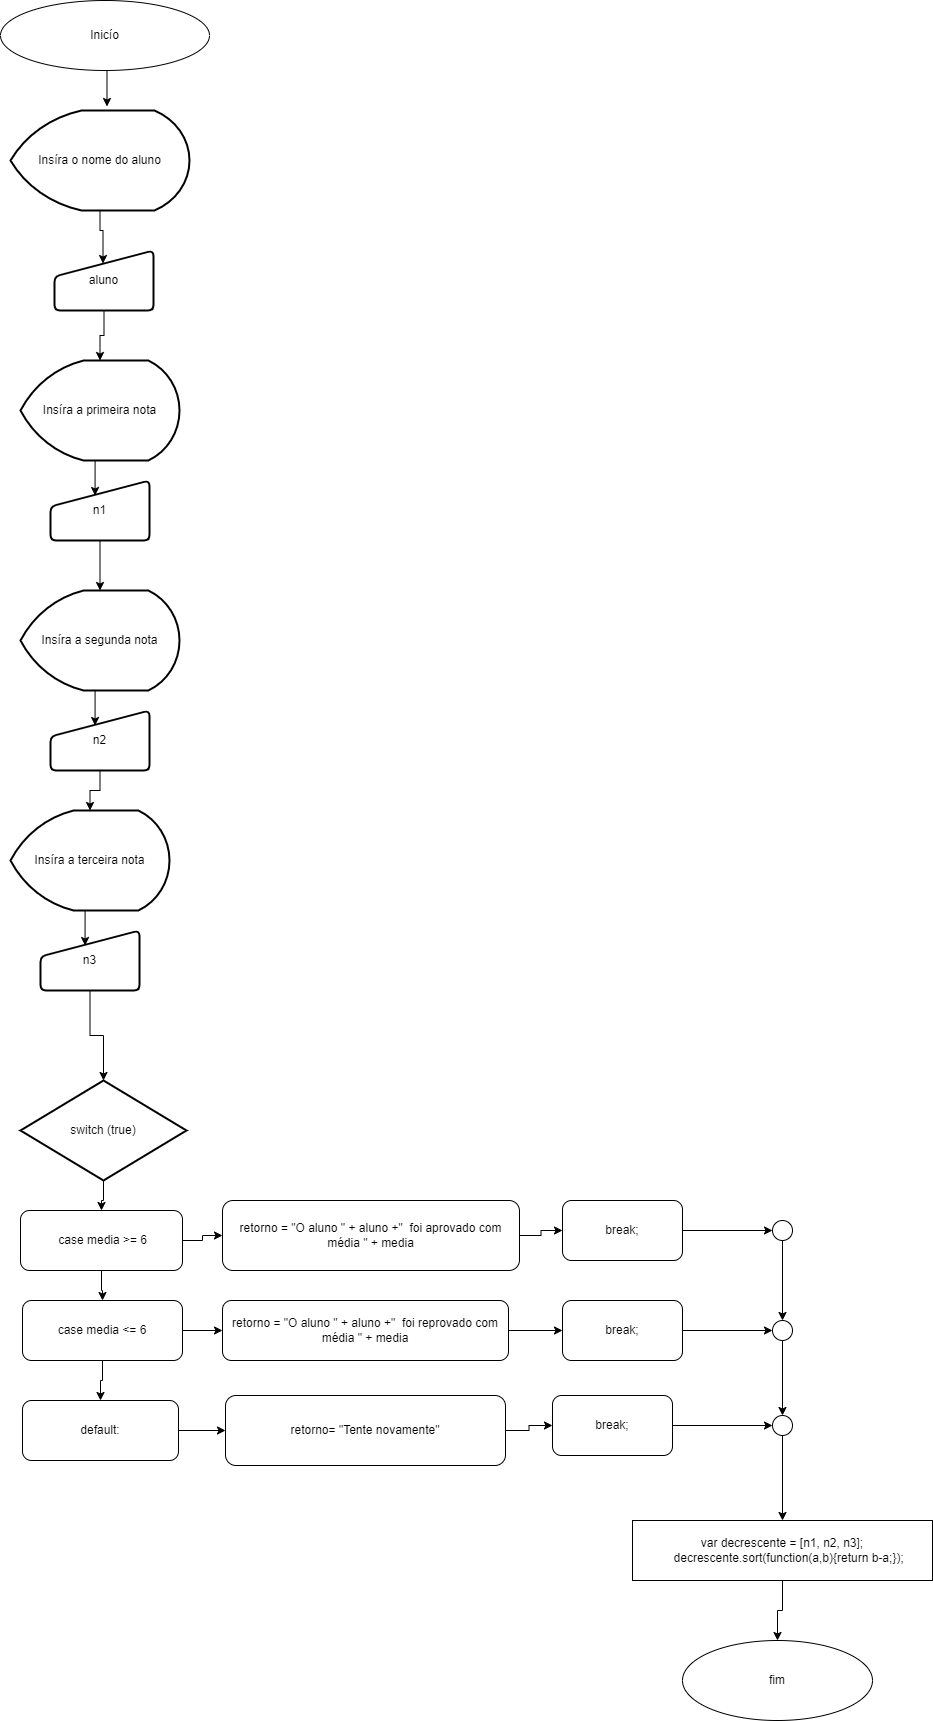 Inicío
Insíra o nome do aluno
aluno
Insíra a primeira nota
n1
Insíra a segunda nota
n2
Insíra a terceira nota
n3
switch (true)
case media >= 6
retorno = "O aluno " + aluno +"  foi aprovado com
média " + media
break;
case media <= 6
retorno = "O aluno " + aluno +"  foi reprovado com
média " + media
break;
default:
retorno= "Tente novamente"
break;
var decrescente = [n1, n2, n3];
decrescente.sort(function(a,b){return b-a;});
fim